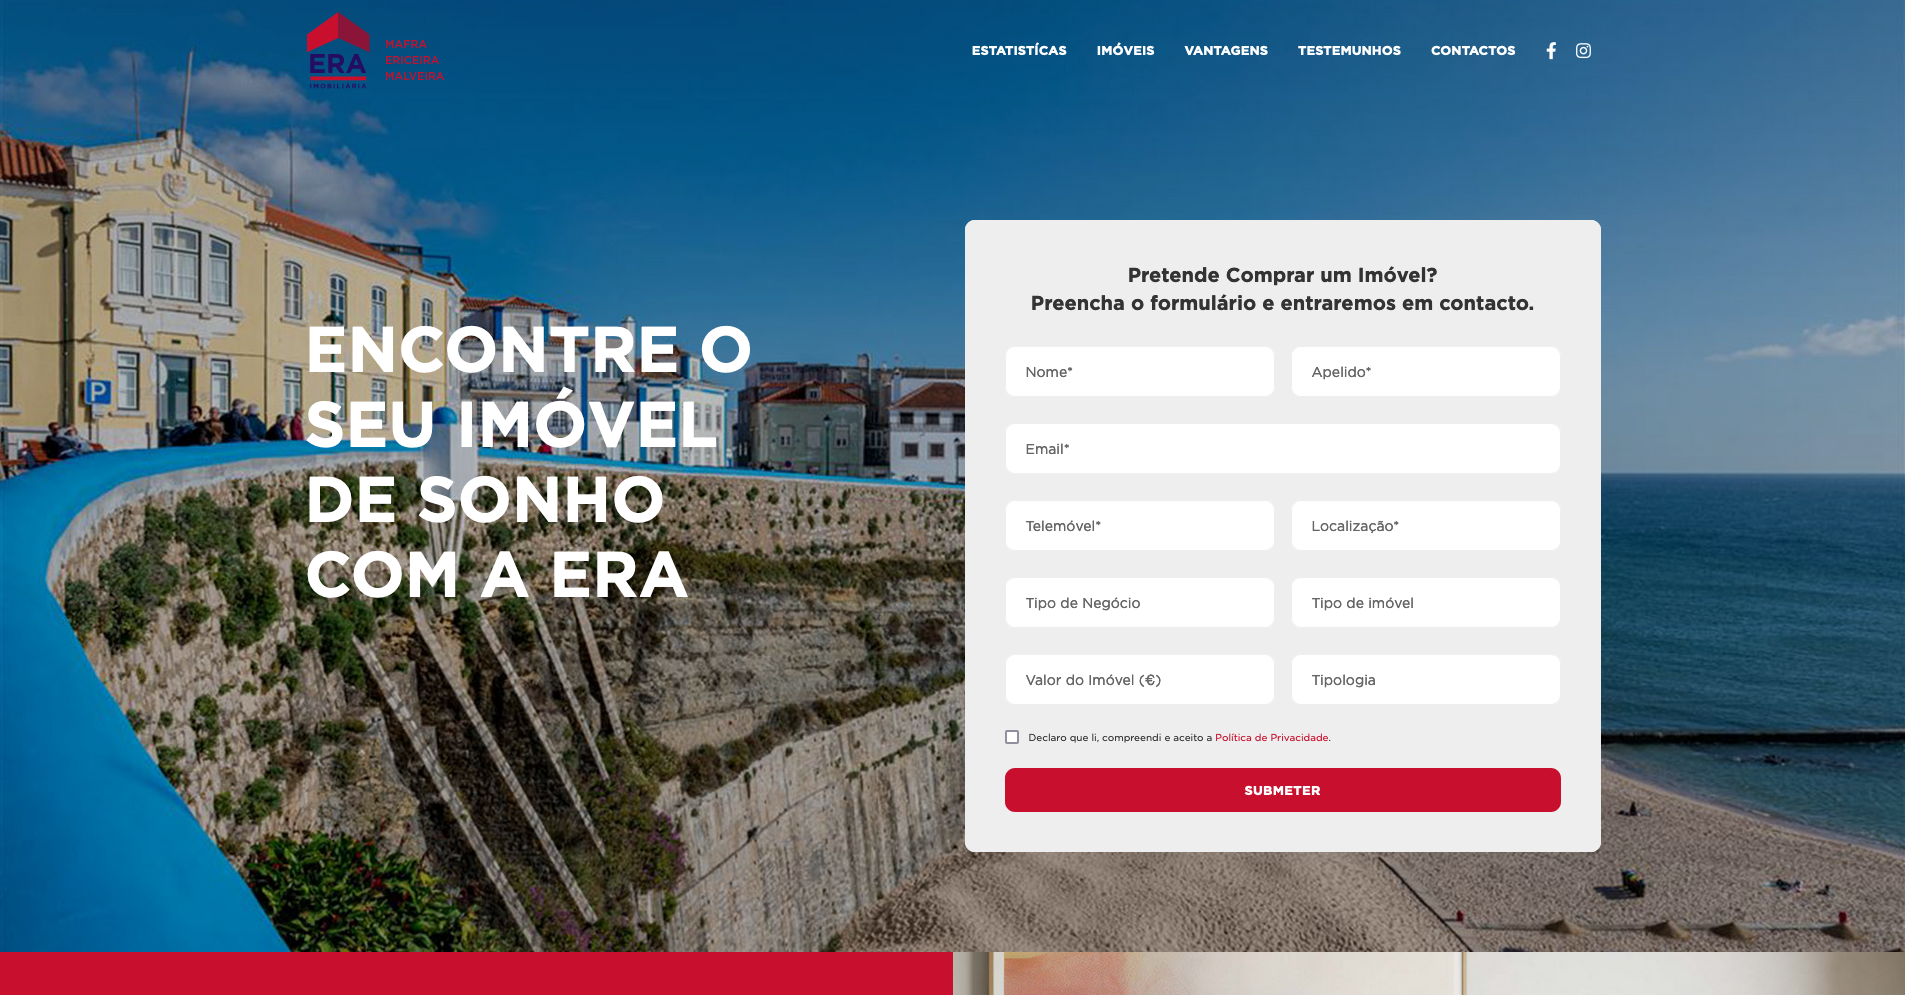 ERA
IMOBILIÁRIA
MAFRA
ERICEIRA
MALVEIRA
ESTATISTÍCAS IMÓVEIS VANTAGENS TESTEMUNHOS CONTACTOS
P
ENCONTRE O
SEU IMÓVEL
DE SONHO
COM A ERA
Pretende Comprar um Imóvel?
Preencha o formulário e entraremos em contacto.
Nome* Apelido*
Email*
Telemóvel* Localização*
Tipo de Negócio Tipo de imóvel
Valor do Imóvel (€) Tipologia
Declaro que li, compreendi e aceito a Política de Privacidade.
SUBMETER